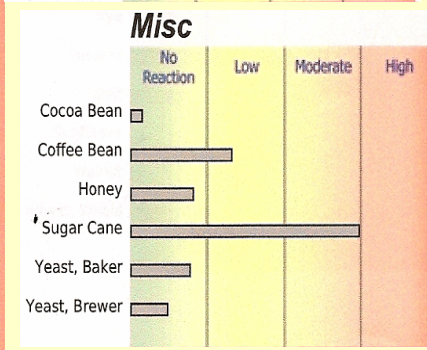 Misc
No
Reaction
Low
Moderate
High
Cocoa Bean
Coffee Bean
Honey
Sugar Cane
Yeast, Baker
Yeast, Brewer